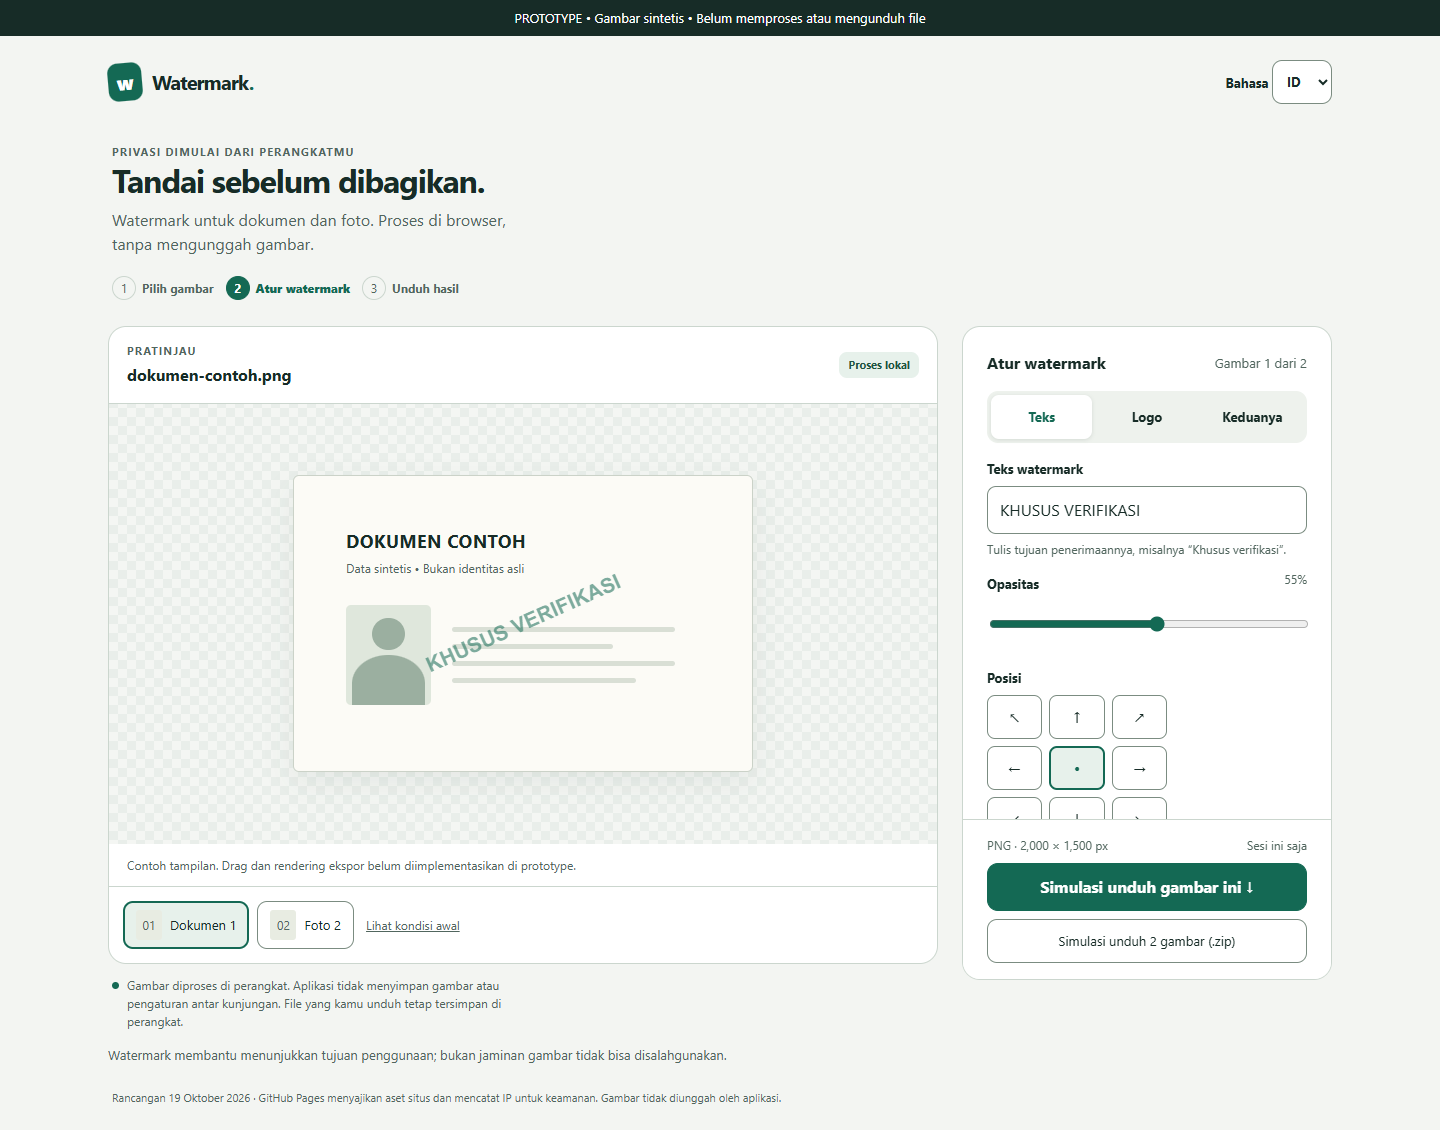 PROTOTYPE • Gambar sintetis • Belum memproses atau mengunduh file
w Watermark.
Bahasa ID
PRIVASI DIMULAI DARI PERANGKATMU
Tandai sebelum dibagikan.
Watermark untuk dokumen dan foto. Proses di browser,
tanpa mengunggah gambar.
1 Pilih gambar 2 Atur watermark 3 Unduh hasil
PRATINJAU
dokumen-contoh.png
Proses lokal
DOKUMEN CONTOH
Data sintetis • Bukan identitas asli
KHUSUS VERIFIKASI
Contoh tampilan. Drag dan rendering ekspor belum diimplementasikan di prototype.
01 Dokumen 1 02 Foto 2 Lihat kondisi awal
Atur watermark Gambar 1 dari 2
Teks Logo Keduanya
Teks watermark
KHUSUS VERIFIKASI
Tulis tujuan penerimaannya, misalnya “Khusus verifikasi”.
Opasitas 55%
Posisi
↖ ↑ ↗
← • →
PNG · 2,000 × 1,500 px Sesi ini saja
Simulasi unduh gambar ini ↓
Simulasi unduh 2 gambar (.zip)
Gambar diproses di perangkat. Aplikasi tidak menyimpan gambar atau
pengaturan antar kunjungan. File yang kamu unduh tetap tersimpan di
perangkat.
Watermark membantu menunjukkan tujuan penggunaan; bukan jaminan gambar tidak bisa disalahgunakan.
Rancangan 19 Oktober 2026 · GitHub Pages menyajikan aset situs dan mencatat IP untuk keamanan. Gambar tidak diunggah oleh aplikasi.